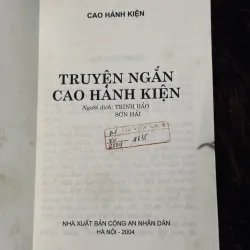 CAO HÀNH KIỆN
TRUYỆN NGẮN
CAO HÀNH KIỆN
Người dịch: TRỊNH BẢO
SƠN HẢI
NHÀ XUẤT BẢN CÔNG AN NHÂN DÂN
HÀ NỘI - 2004